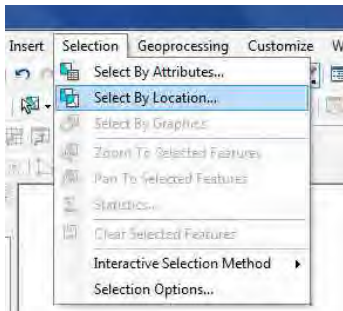 Insert Selection Geoprocessing Customize W
Select By Attributes...
Select By Location...
Select By Graphics
Zoom To Selected Features
Pan To Selected Features
Statistics...
Clear Selected Features
Interactive Selection Method
Selection Options...